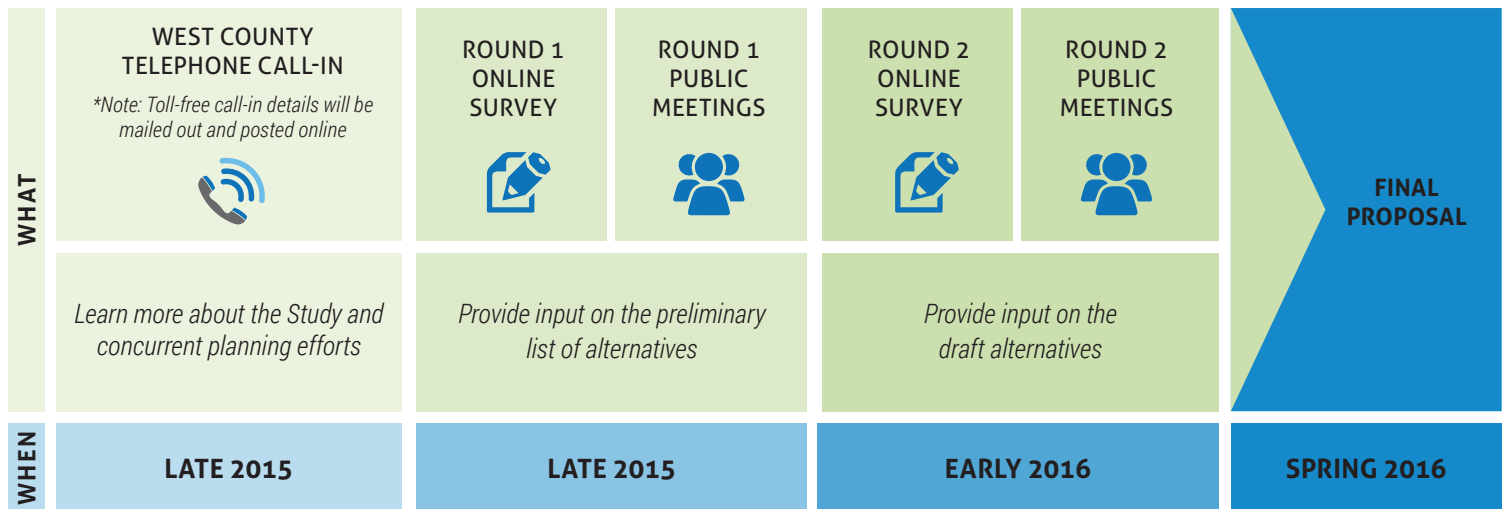 WHAT
WEST COUNTY
TELEPHONE CALL-IN
*Note: Toll-free call-in details will be
mailed out and posted online
Learn more about the Study and
concurrent planning efforts
ROUND 1
ONLINE
SURVEY
ROUND 1
PUBLIC
MEETINGS
Provide input on the preliminary
list of alternatives
ROUND 2
ONLINE
SURVEY
ROUND 2
PUBLIC
MEETINGS
Provide input on the
draft alternatives
FINAL
PROPOSAL
WHEN
LATE 2015
LATE 2015
EARLY 2016
SPRING 2016